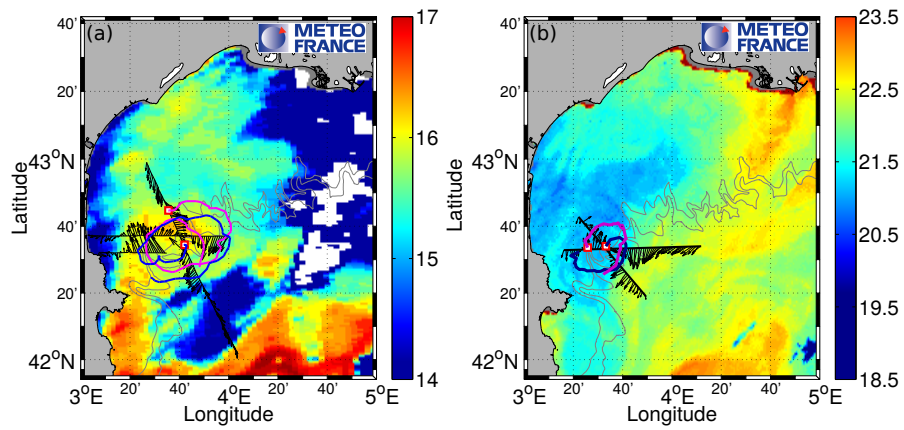 (a)
METEO
FRANCE
40'
20'
43°N
40'
20'
42°N
3°E
20'
40'
4°E
20'
40'
5°E
Latitude
Longitude
17
16
15
14
(b)
METEO
FRANCE
40'
20'
43°N
40'
20'
42°N
3°E
20'
40'
4°E
20'
40'
5°E
Latitude
Longitude
23.5
22.5
21.5
20.5
19.5
18.5